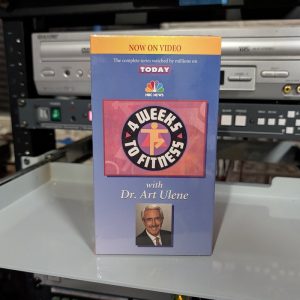 NOW ON VIDEO
The complete series watched by millions on
TODAY
NBC NEWS
4 WEEKS
TO FITNESS
with
Dr. Art Ulene